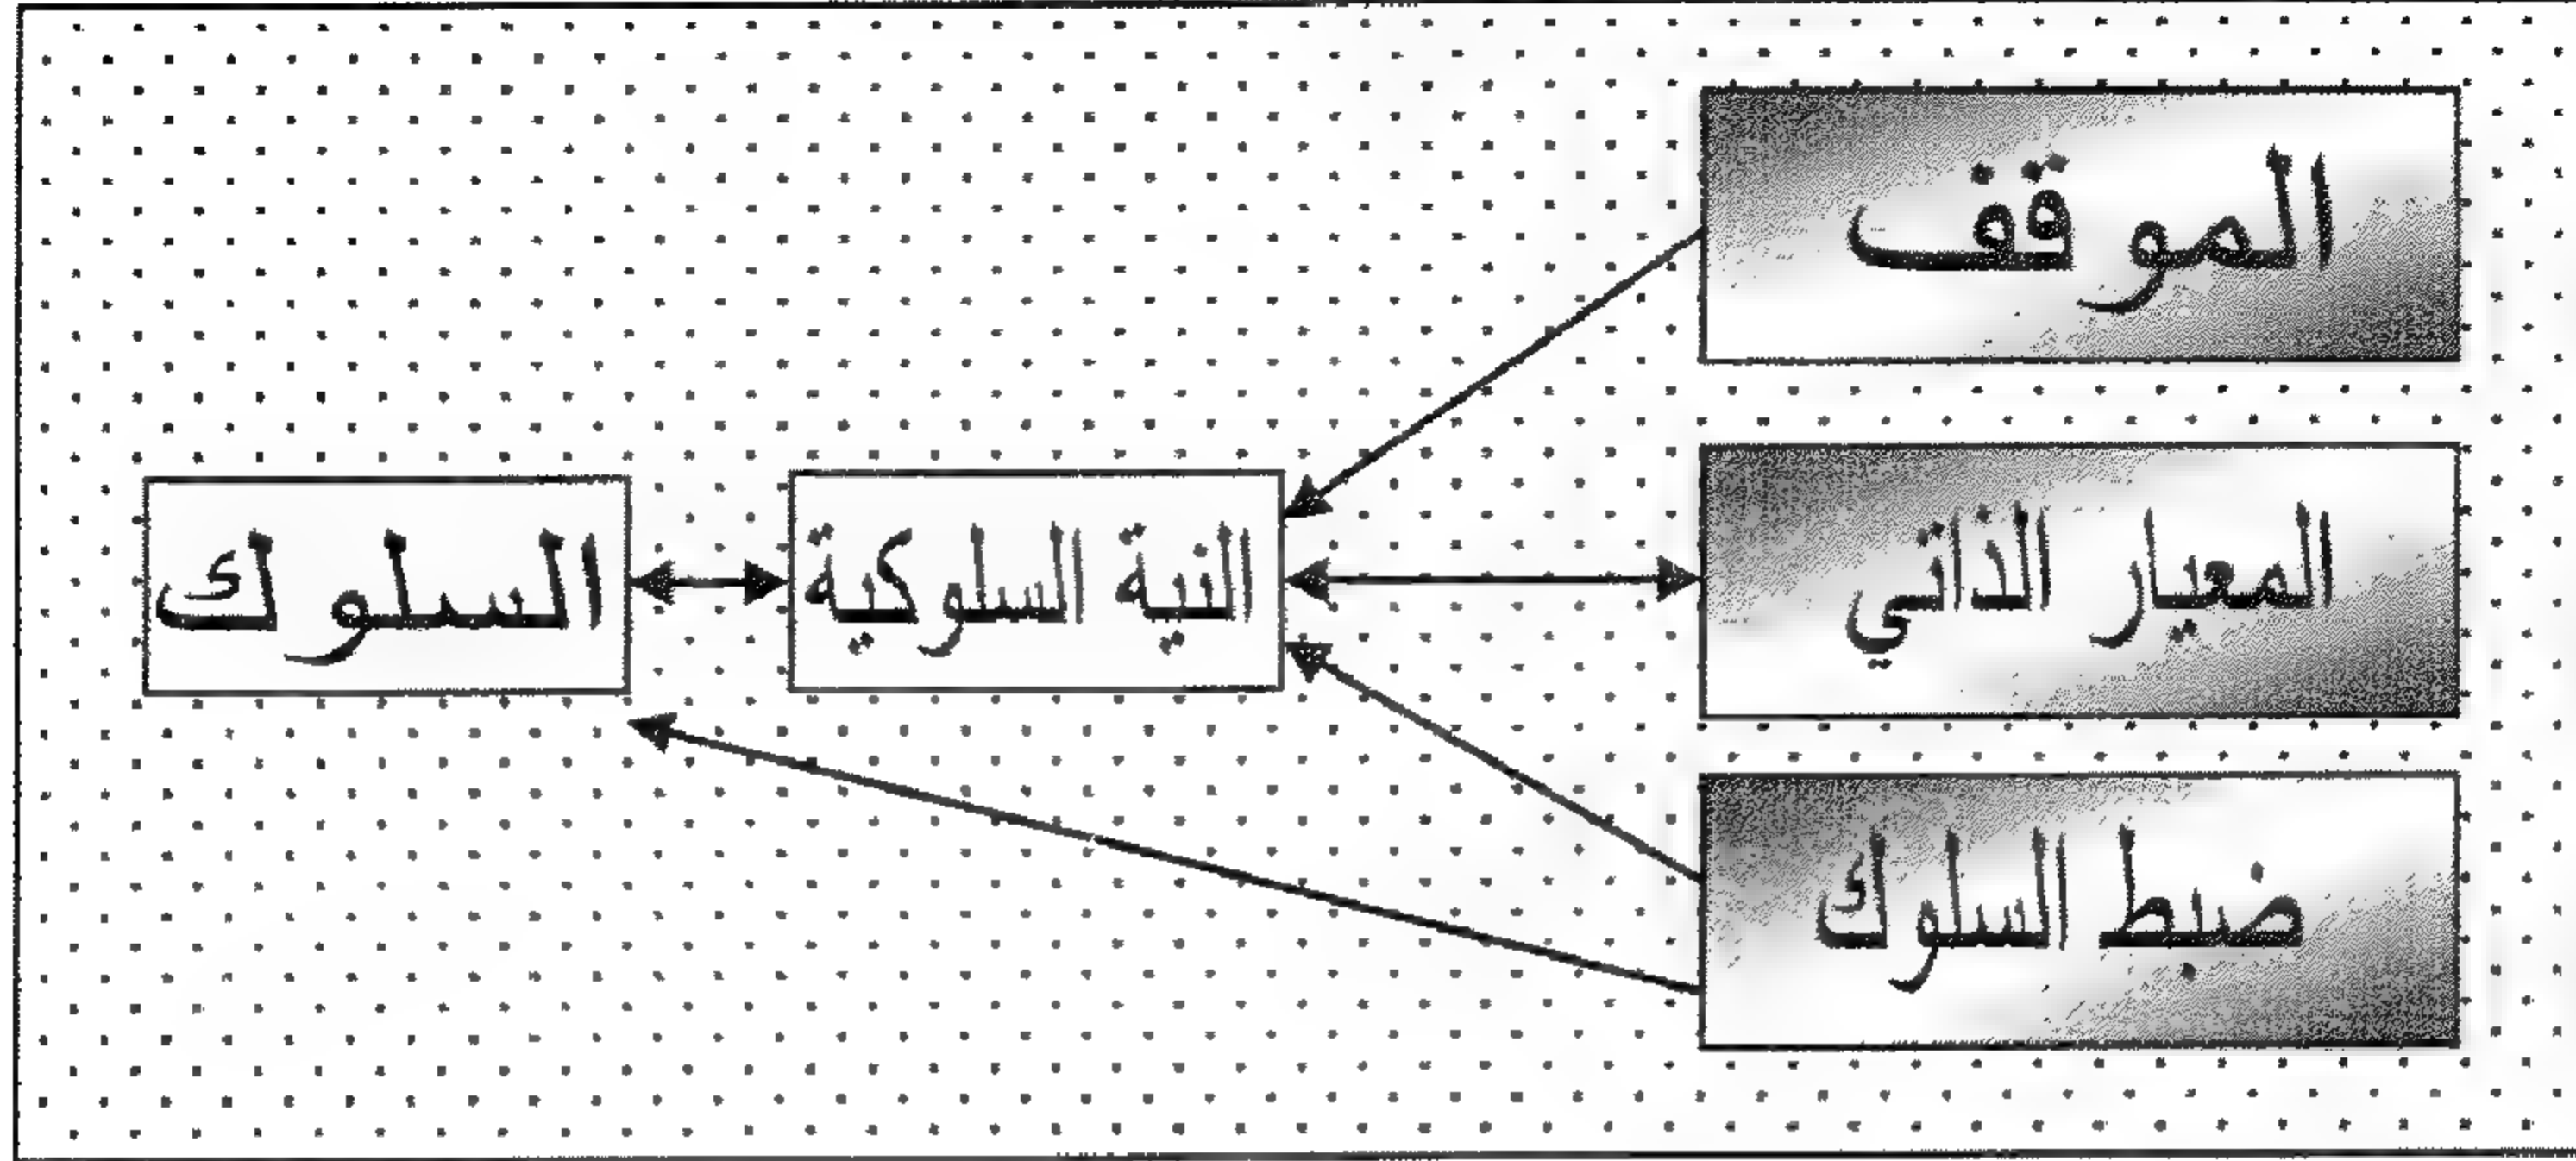 الموقف
المعيار الذاتي
النية السلوكية
السلوك
ضبط السلوك